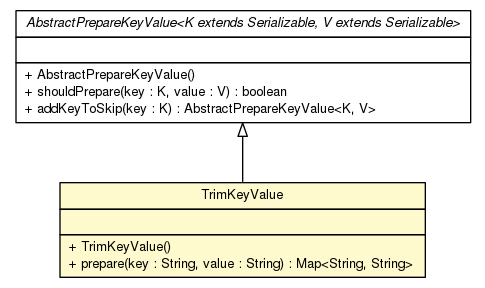 AbstractPrepareKeyValue<K extends Serializable, V extends Serializable>
+ AbstractPrepareKeyValue()
+ shouldPrepare(key : K, value : V) : boolean
+ addKeyToSkip(key : K) : AbstractPrepareKeyValue<K, V>
TrimKeyValue
+ TrimKeyValue()
+ prepare(key : String, value : String) : Map<String, String>